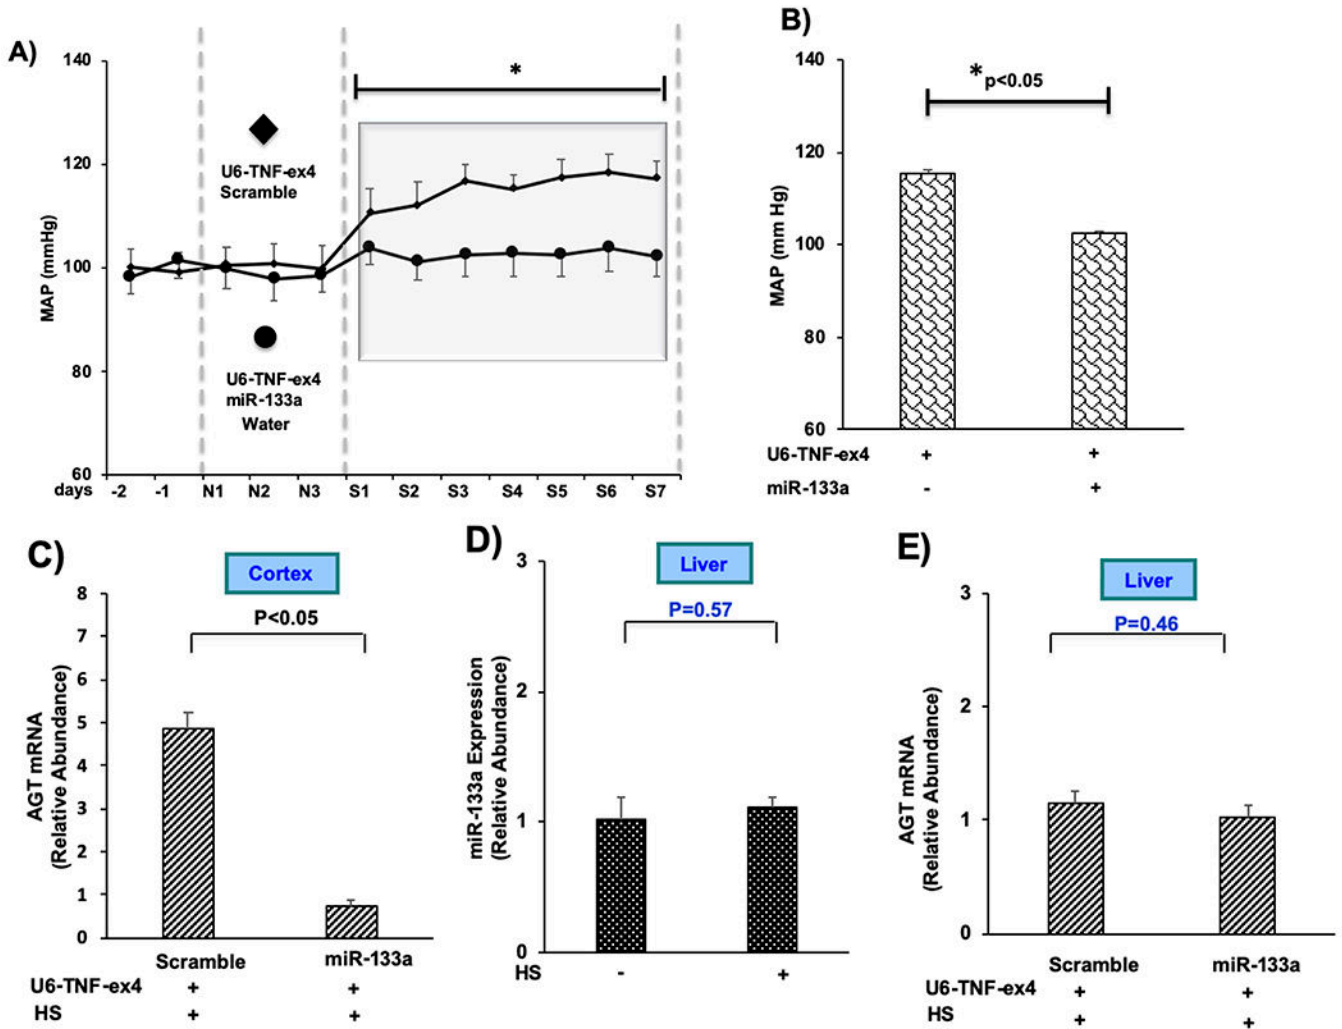 A)
140
120
100
80
60
MAP (mmHg)
*
U6-TNF-ex4
Scramble
U6-TNF-ex4
miR-133a
Water
days -2 -1 N1 N2 N3 S1 S2 S3 S4 S5 S6 S7
B)
140
120
100
80
60
MAP (mm Hg)
* p<0.05
U6-TNF-ex4 + +
miR-133a - +
C)
Cortex
P<0.05
8
7
6
5
4
3
2
1
0
AGT mRNA
(Relative Abundance)
Scramble miR-133a
U6-TNF-ex4 + +
HS + +
D)
Liver
P=0.57
3
2
1
0
miR-133a Expression
(Relative Abundance)
HS - +
E)
Liver
P=0.46
3
2
1
0
AGT mRNA
(Relative Abundance)
Scramble miR-133a
U6-TNF-ex4 + +
HS + +